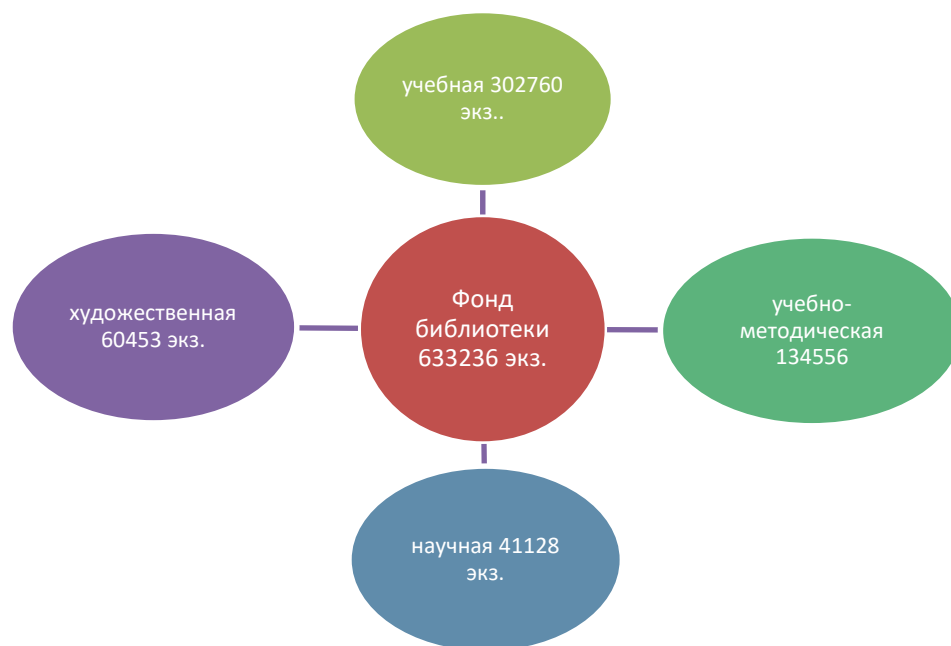 учебная 302760
экз..
художественная
60453 экз.
Фонд
библиотеки
633236 экз.
учебно-
методическая
134556
научная 41128
экз.